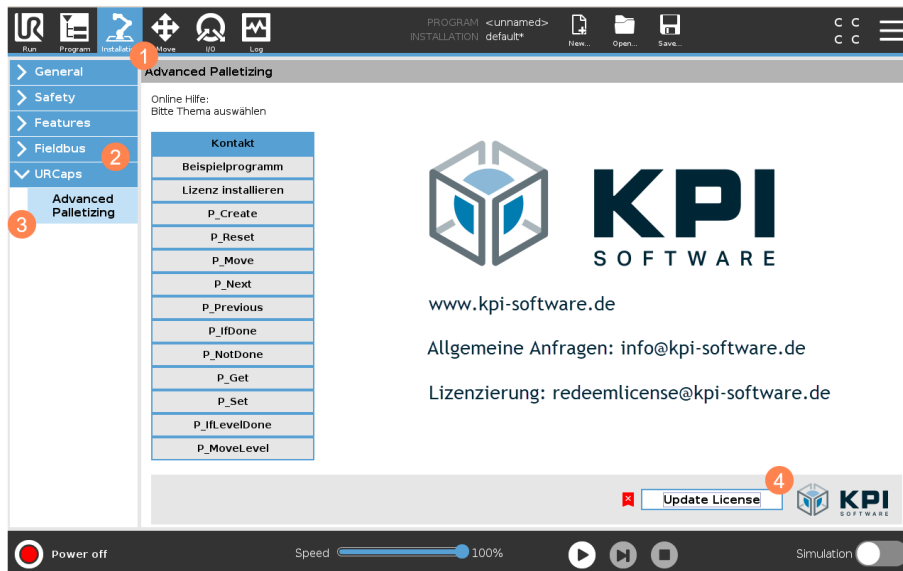 PROGRAM <unnamed>
INSTALLATION default*
Run
Program
Installation
Move
I/O
Log
New...
Open...
Save...
C C
C C
1
General
Safety
Features
Fieldbus
2
URCaps
Advanced
Palletizing
3
Advanced Palletizing
Online Hilfe:
Bitte Thema auswählen
Kontakt
Beispielprogramm
Lizenz installieren
P_Create
P_Reset
P_Move
P_Next
P_Previous
P_IfDone
P_NotDone
P_Get
P_Set
P_IfLevelDone
P_MoveLevel
KPI
SOFTWARE
www.kpi-software.de
Allgemeine Anfragen: info@kpi-software.de
Lizenzierung: redeemlicense@kpi-software.de
4
Update License
KPI
SOFTWARE
Power off
Speed
100%
Simulation